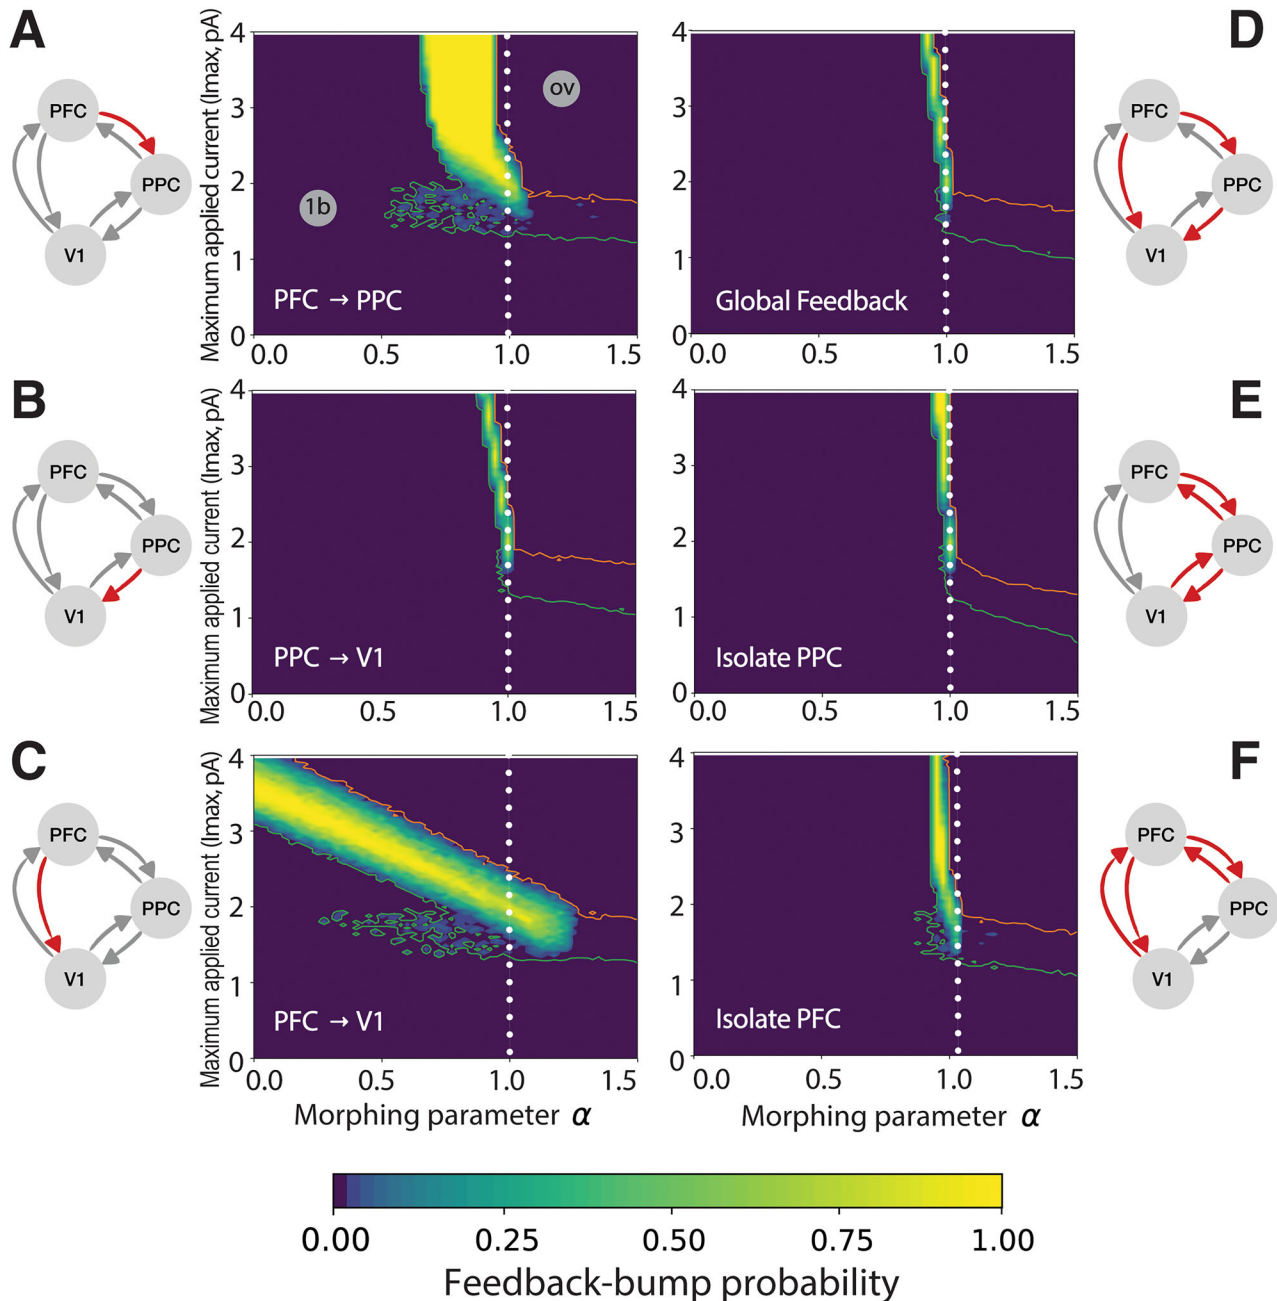 A
PFC
PPC
V1
Maximum applied current (Imax, pA)
4
3
2
1
0
ov
1b
PFC → PPC
0.0 0.5 1.0 1.5
4
3
2
1
0
Global Feedback
0.0 0.5 1.0 1.5
D
PFC
PPC
V1
B
PFC
PPC
V1
Maximum applied current (Imax, pA)
4
3
2
1
0
PPC → V1
0.0 0.5 1.0 1.5
4
3
2
1
0
Isolate PPC
0.0 0.5 1.0 1.5
E
PFC
PPC
V1
C
PFC
PPC
V1
Maximum applied current (Imax, pA)
4
3
2
1
0
PFC → V1
0.0 0.5 1.0 1.5
Morphing parameter α
4
3
2
1
0
Isolate PFC
0.0 0.5 1.0 1.5
Morphing parameter α
F
PFC
PPC
V1
0.00 0.25 0.50 0.75 1.00
Feedback-bump probability